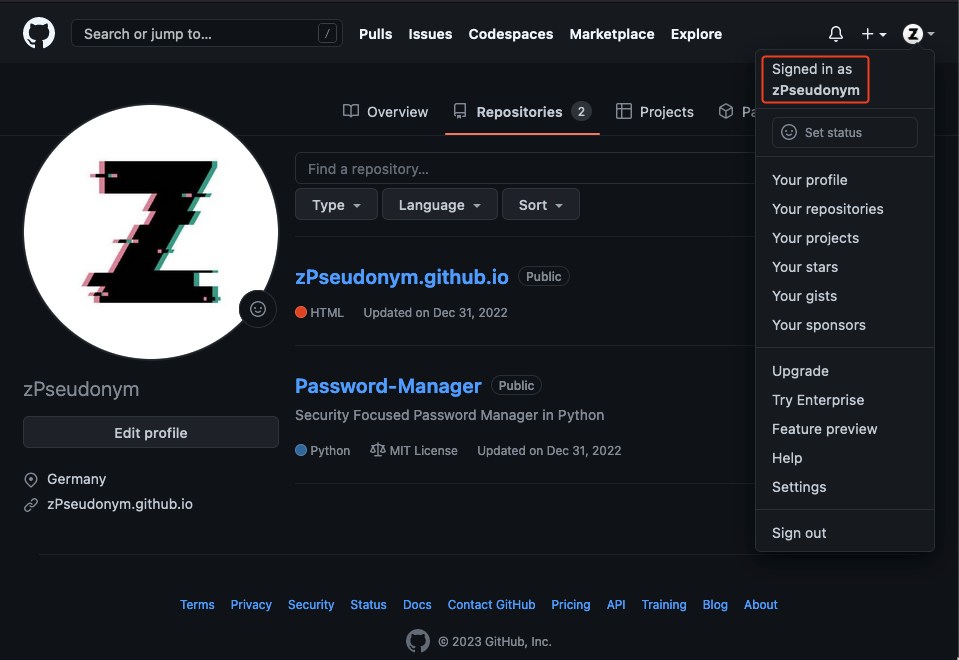 Search or jump to... /
Pulls Issues Codespaces Marketplace Explore
Z
Signed in as
zPseudonym
Set status
Your profile
Your repositories
Your projects
Your stars
Your gists
Your sponsors
Upgrade
Try Enterprise
Feature preview
Help
Settings
Sign out
Overview Repositories 2 Projects Pa
Z
zPseudonym
Edit profile
Germany
zPseudonym.github.io
Find a repository...
Type Language Sort
zPseudonym.github.io Public
HTML Updated on Dec 31, 2022
Password-Manager Public
Security Focused Password Manager in Python
Python MIT License Updated on Dec 31, 2022
Terms Privacy Security Status Docs Contact GitHub Pricing API Training Blog About
© 2023 GitHub, Inc.